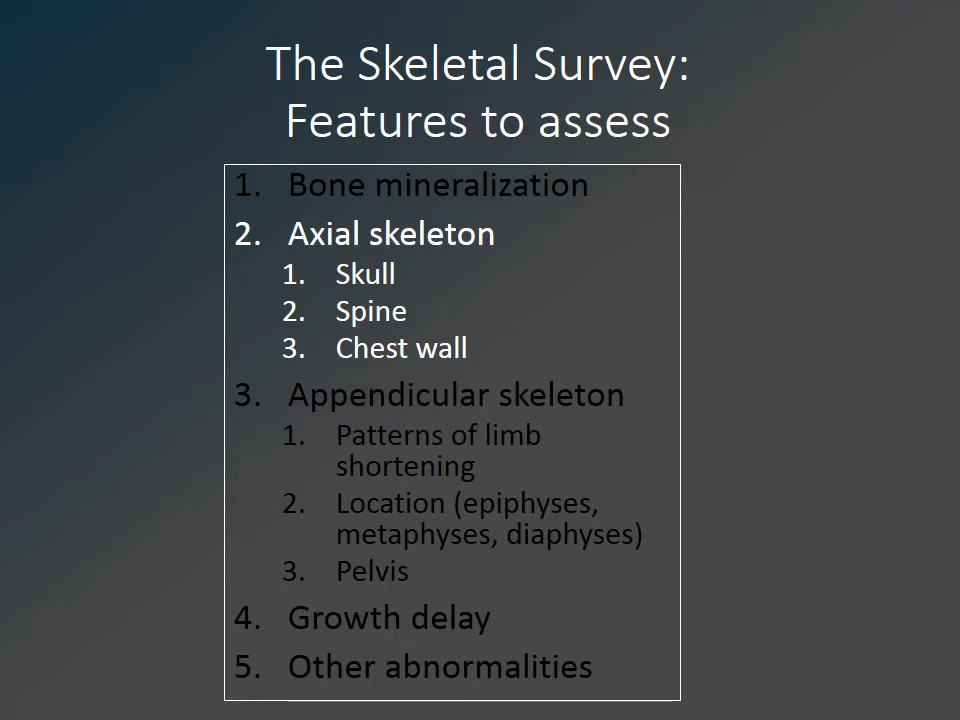 The Skeletal Survey:
Features to assess
1. Bone mineralization
2. Axial skeleton
1. Skull
2. Spine
3. Chest wall
3. Appendicular skeleton
1. Patterns of limb
shortening
2. Location (epiphyses,
metaphyses, diaphyses)
3. Pelvis
4. Growth delay
5. Other abnormalities